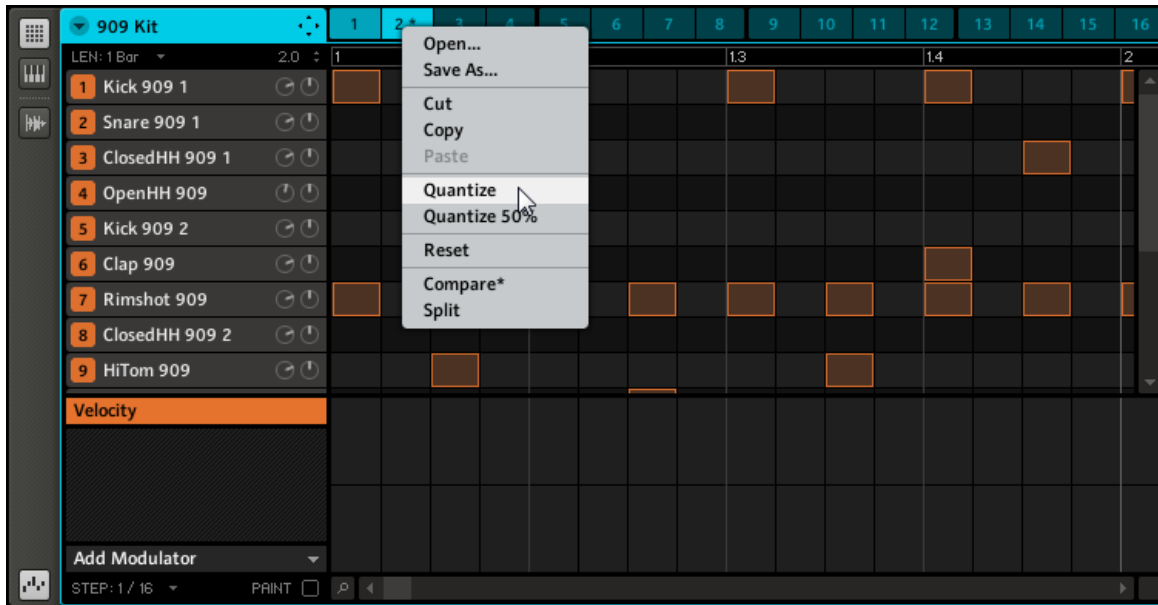 909 Kit 1 2 * 3 4 5 6 7 8 9 10 11 12 13 14 15 16
LEN: 1 Bar 2.0 1 1.3 1.4 2
1 Kick 909 1
2 Snare 909 1
3 ClosedHH 909 1
4 OpenHH 909
5 Kick 909 2
6 Clap 909
7 Rimshot 909
8 ClosedHH 909 2
9 HiTom 909
Open...
Save As...
Cut
Copy
Paste
Quantize
Quantize 50%
Reset
Compare*
Split
Velocity
Add Modulator
STEP: 1 / 16 PAINT